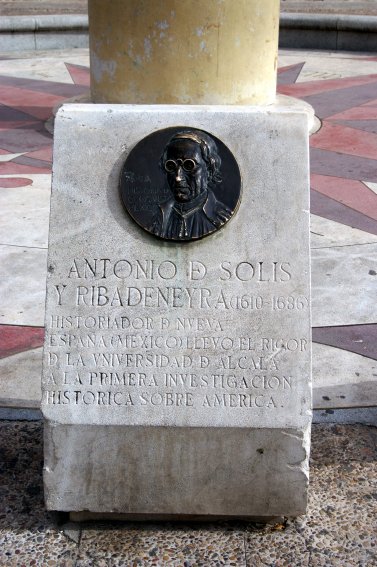 ANTONIO D SOLIS
Y RIBADENEYRA (1610-1686)
HISTORIADOR D NUEVA
ESPAÑA (MEXICO) LLEVO EL RIGOR
D LA VNIVERSIDAD D ALCALA
A LA PRIMERA INVESTIGACION
HISTORICA SOBRE AMERICA.